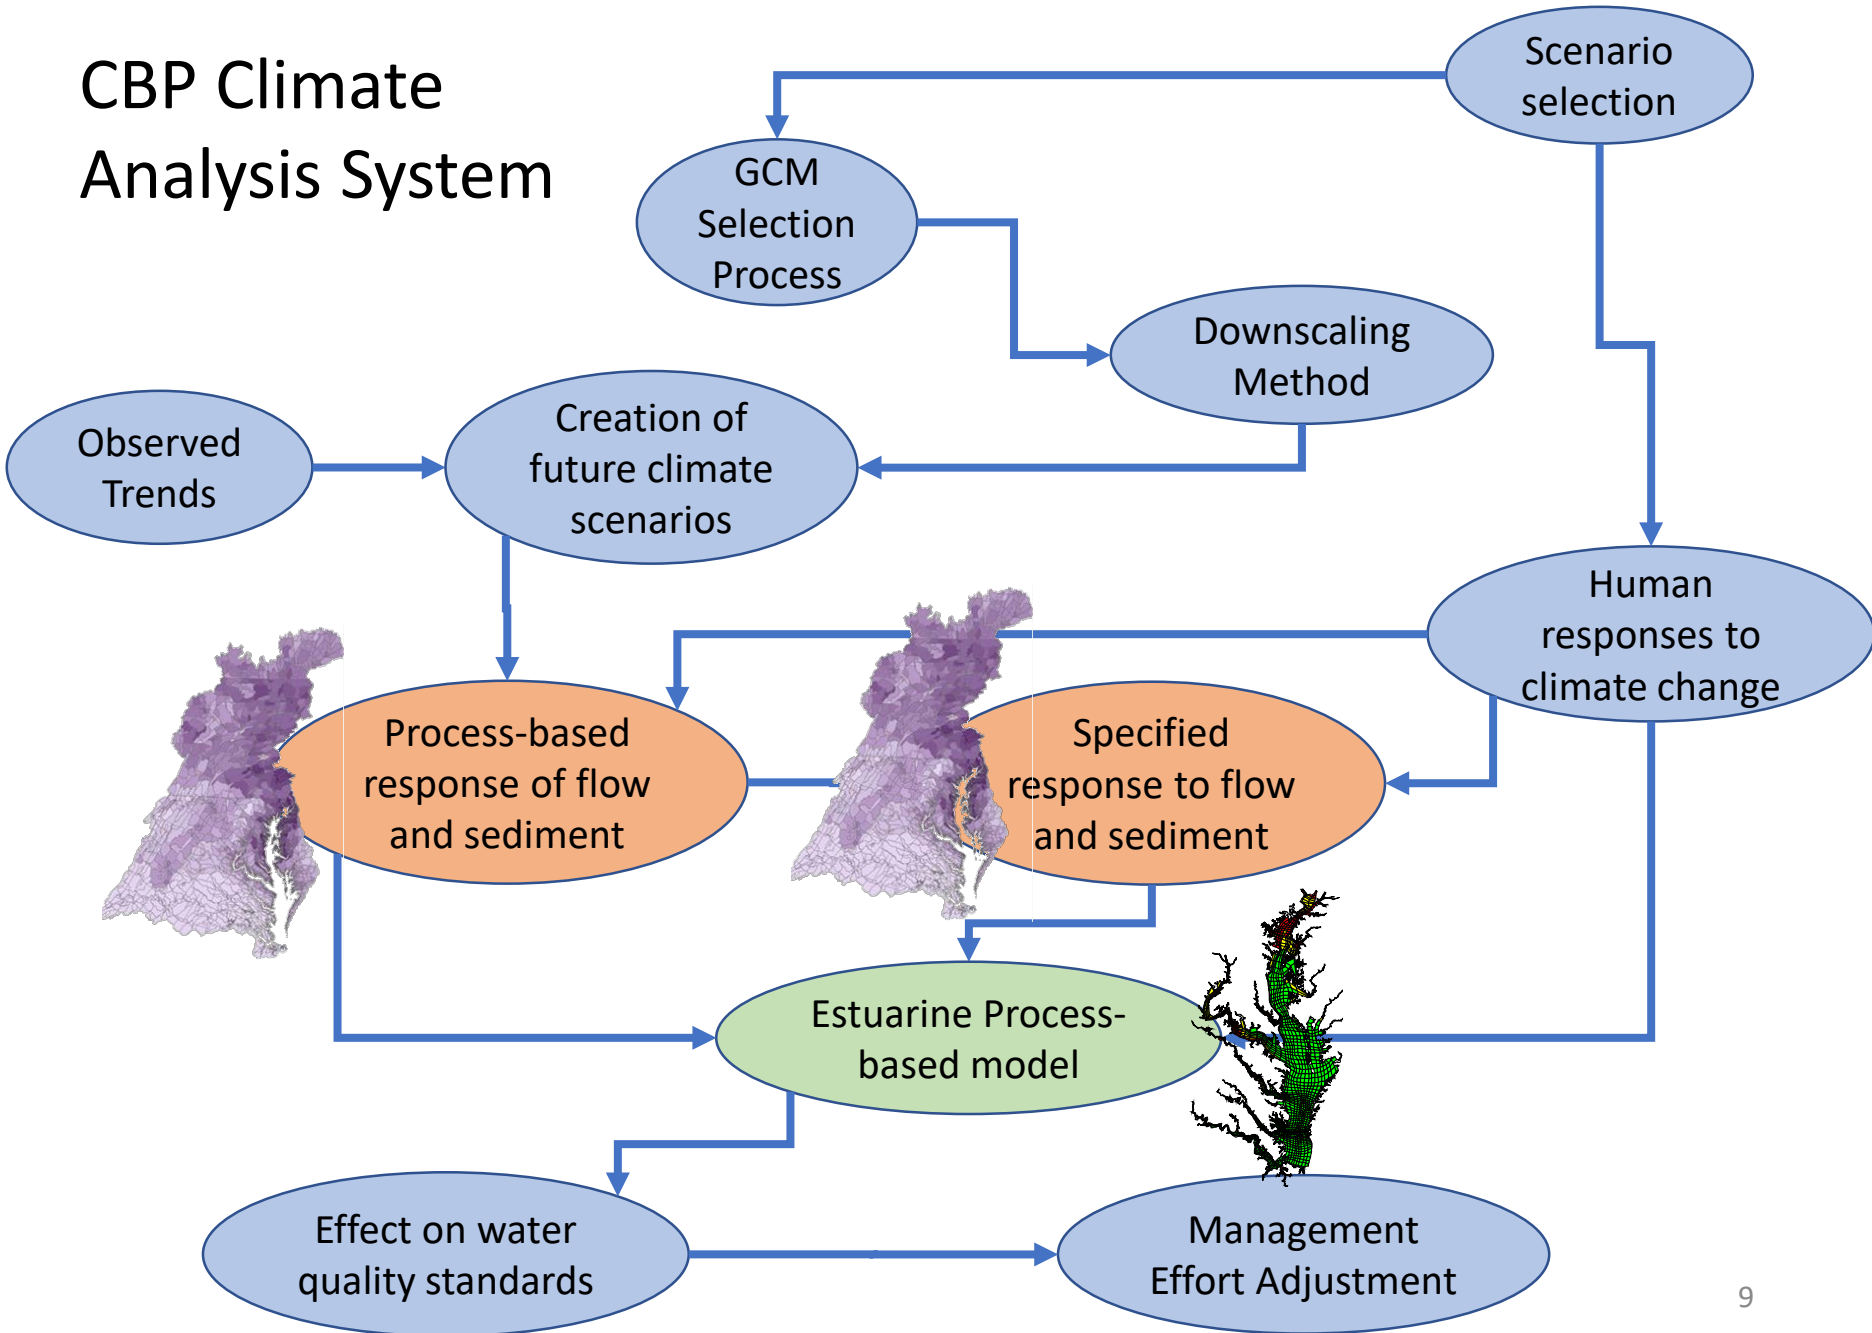 CBP Climate
Analysis System
Scenario
selection
GCM
Selection
Process
Downscaling
Method
Observed
Trends
Creation of
future climate
scenarios
Human
responses to
climate change
Process-based
response of flow
and sediment
Specified
response to flow
and sediment
Estuarine Process-
based model
Effect on water
quality standards
Management
Effort Adjustment
9